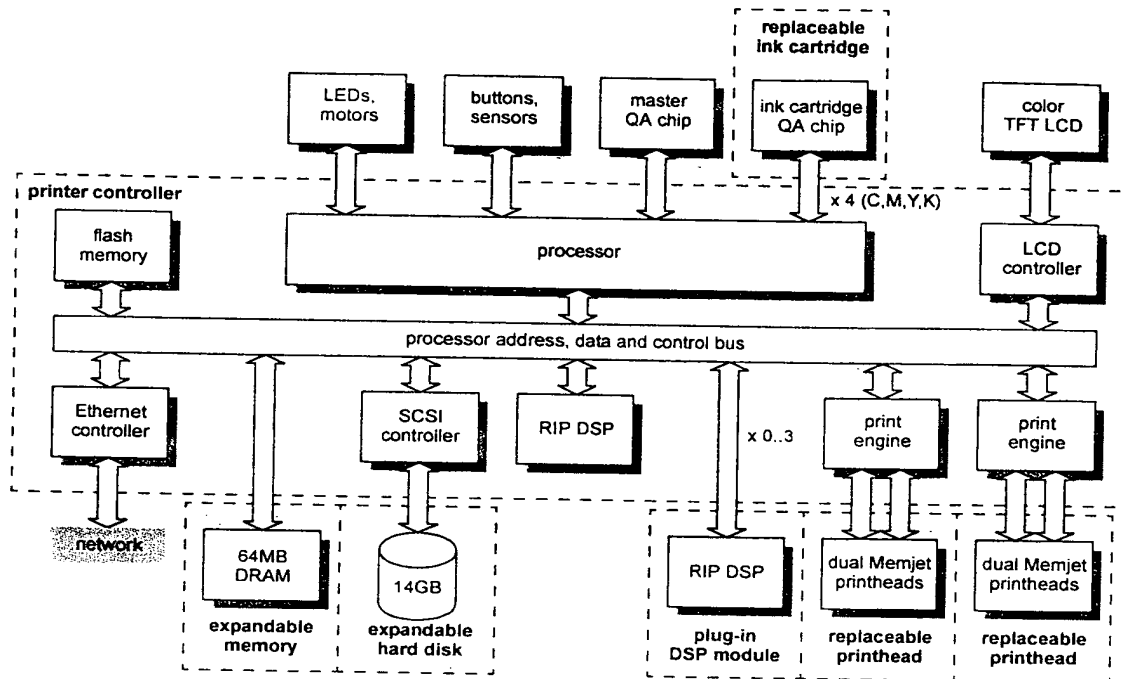 replaceable
ink cartridge
LEDs,
motors
buttons,
sensors
master
QA chip
ink cartridge
QA chip
color
TFT LCD
printer controller
x 4 (C,M,Y,K)
flash
memory
processor
LCD
controller
processor address, data and control bus
Ethernet
controller
SCSI
controller
RIP DSP
x 0..3
print
engine
print
engine
network
64MB
DRAM
14GB
RIP DSP
dual Memjet
printheads
dual Memjet
printheads
expandable
memory
expandable
hard disk
plug-in
DSP module
replaceable
printhead
replaceable
printhead